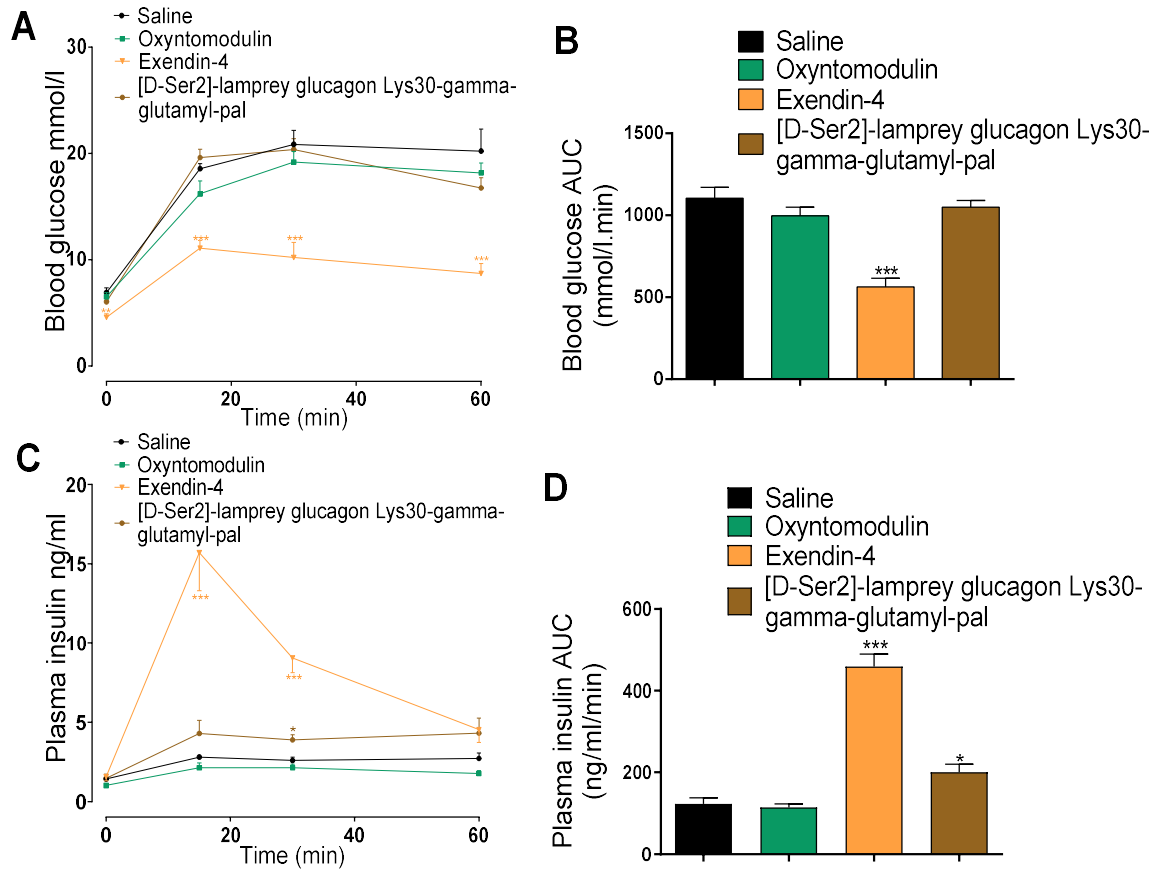 A
Saline
Oxyntomodulin
Exendin-4
[D-Ser2]-lamprey glucagon Lys30-gamma-
glutamyl-pal
Blood glucose mmol/l
30
20
10
0
***
***
***
**
0
20
40
60
Time (min)
B
Saline
Oxyntomodulin
Exendin-4
[D-Ser2]-lamprey glucagon Lys30-
gamma-glutamyl-pal
Blood glucose AUC
(mmol/l.min)
1500
1000
500
0
***
C
Saline
Oxyntomodulin
Exendin-4
[D-Ser2]-lamprey glucagon Lys30-gamma-
glutamyl-pal
Plasma insulin ng/ml
20
15
10
5
0
***
***
*
0
20
40
60
Time (min)
D
Saline
Oxyntomodulin
Exendin-4
[D-Ser2]-lamprey glucagon Lys30-
gamma-glutamyl-pal
Plasma insulin AUC
(ng/ml/min)
600
400
200
0
***
*